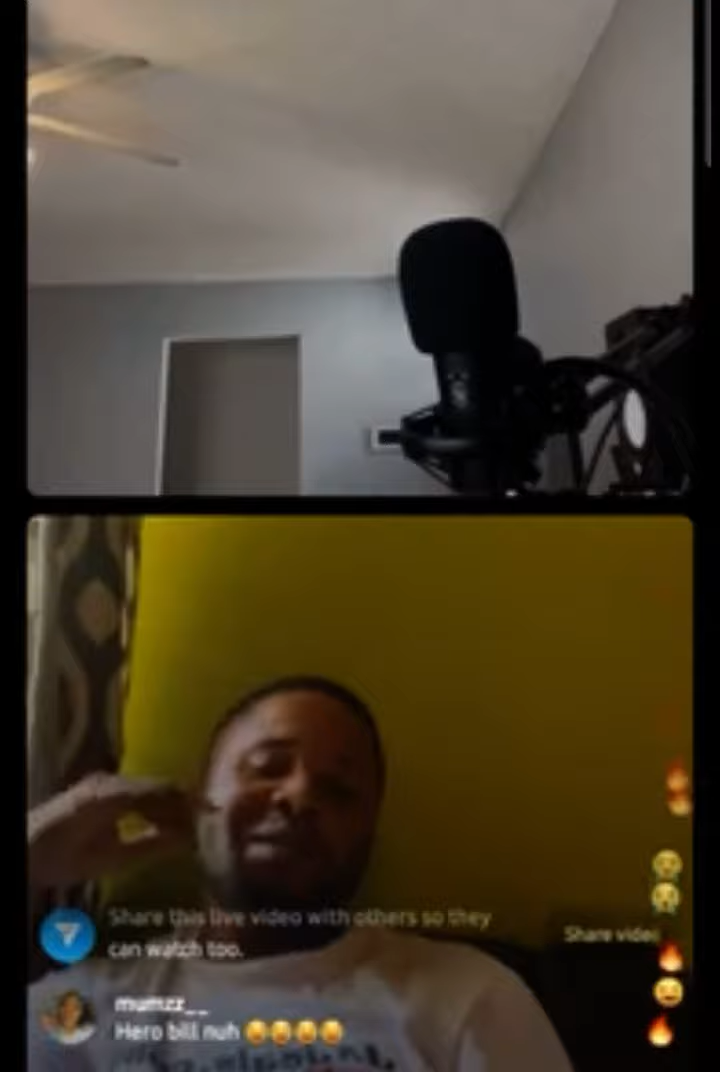 Share this live video with others so they
can watch too.
Share video
mumzz__
Hero bill nuh 😩😩😩😩